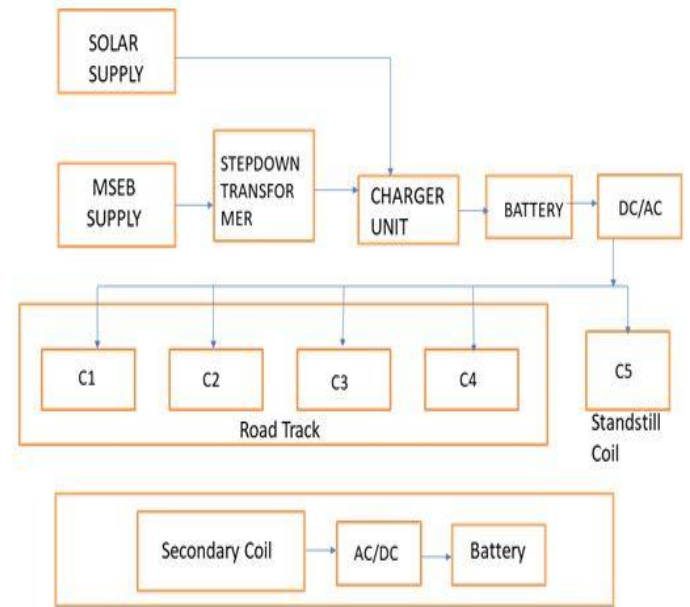 SOLAR
SUPPLY
MSEB
SUPPLY
STEPDOWN
TRANSFOR
MER
CHARGER
UNIT
BATTERY
DC/AC
C1
C2
C3
C4
C5
Road Track
Standstill
Coil
Secondary Coil
AC/DC
Battery